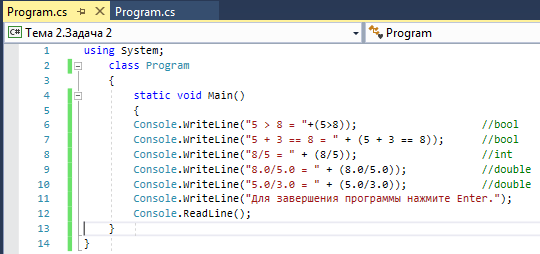 Program.cs Program.cs
C# Тема 2.Задача 2 Program
1 using System;
2 class Program
3 {
4 static void Main()
5 {
6 Console.WriteLine("5 > 8 = "+(5>8)); //bool
7 Console.WriteLine("5 + 3 == 8 = " + (5 + 3 == 8)); //bool
8 Console.WriteLine("8/5 = " + (8/5)); //int
9 Console.WriteLine("8.0/5.0 = " + (8.0/5.0)); //double
10 Console.WriteLine("5.0/3.0 = " + (5.0/3.0)); //double
11 Console.WriteLine("Для завершения программы нажмите Enter.");
12 Console.ReadLine();
13 }
14 }